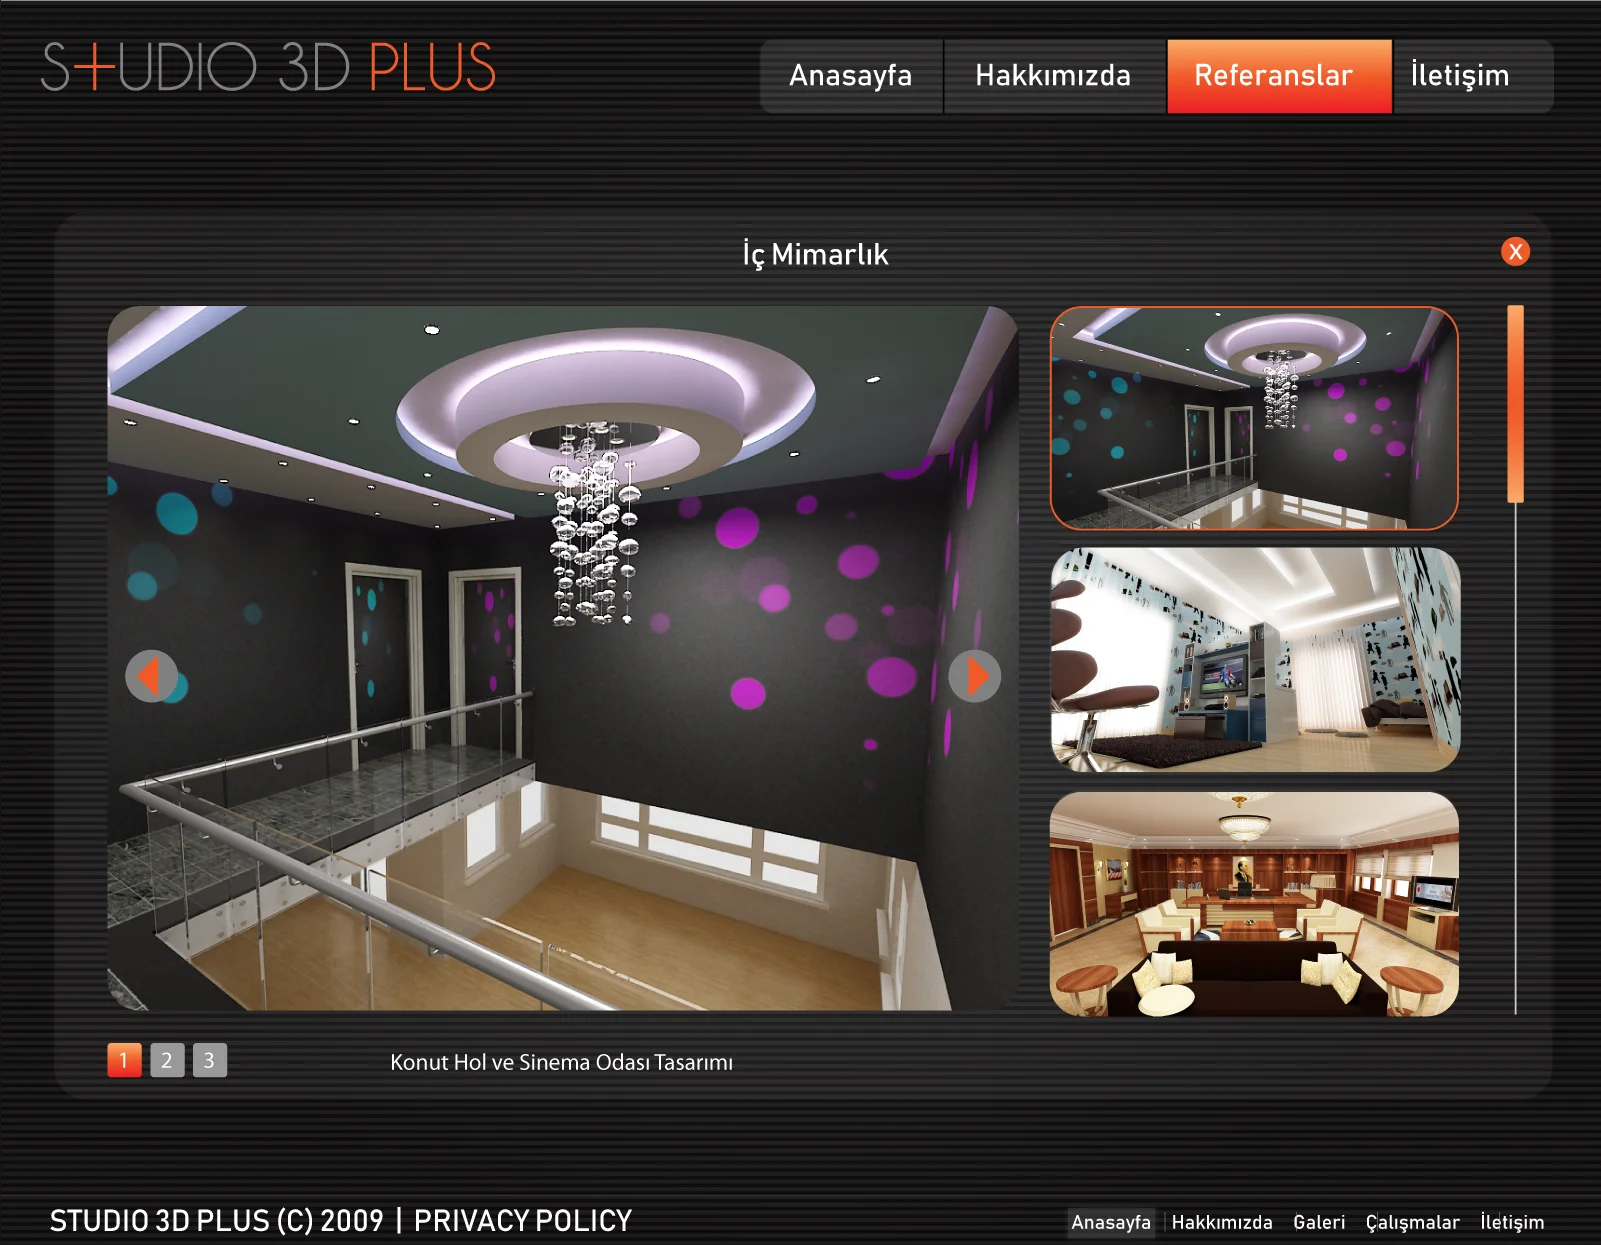 STUDIO 3D PLUS
Anasayfa
Hakkımızda
Referanslar
İletişim
İç Mimarlık
X
1 2 3
Konut Hol ve Sinema Odası Tasarımı
STUDIO 3D PLUS (C) 2009 | PRIVACY POLICY
Anasayfa | Hakkımızda Galeri Çalışmalar İletişim